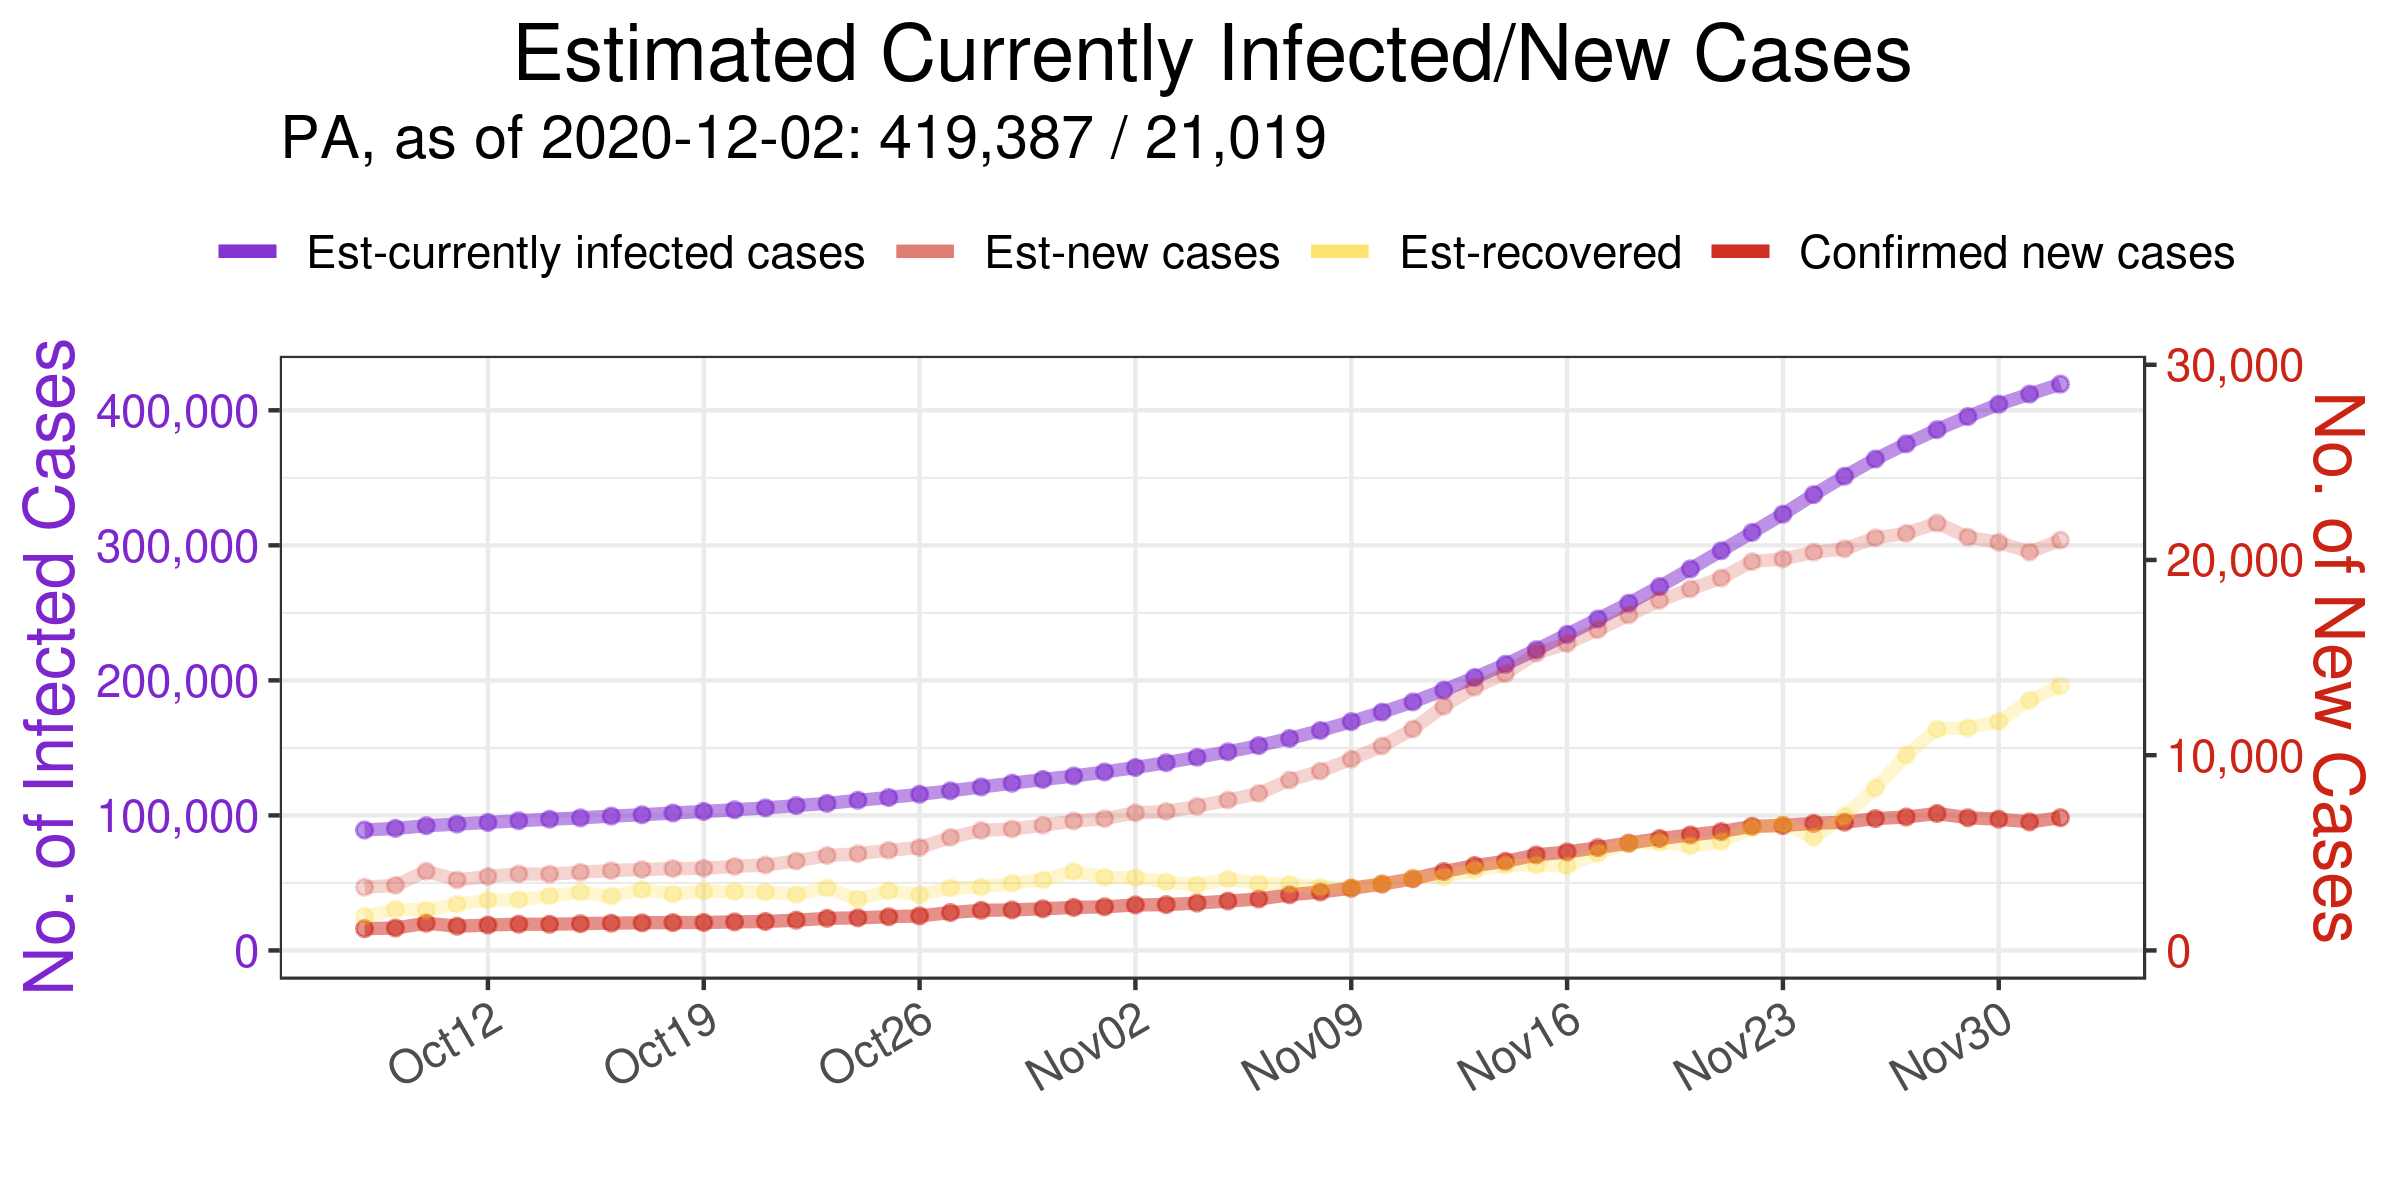 Estimated Currently Infected/New Cases
PA, as of 2020-12-02: 419,387 / 21,019
Est-currently infected cases Est-new cases Est-recovered Confirmed new cases
No. of Infected Cases
400,000
300,000
200,000
100,000
0
30,000
20,000
10,000
0
No. of New Cases
Oct12 Oct19 Oct26 Nov02 Nov09 Nov16 Nov23 Nov30